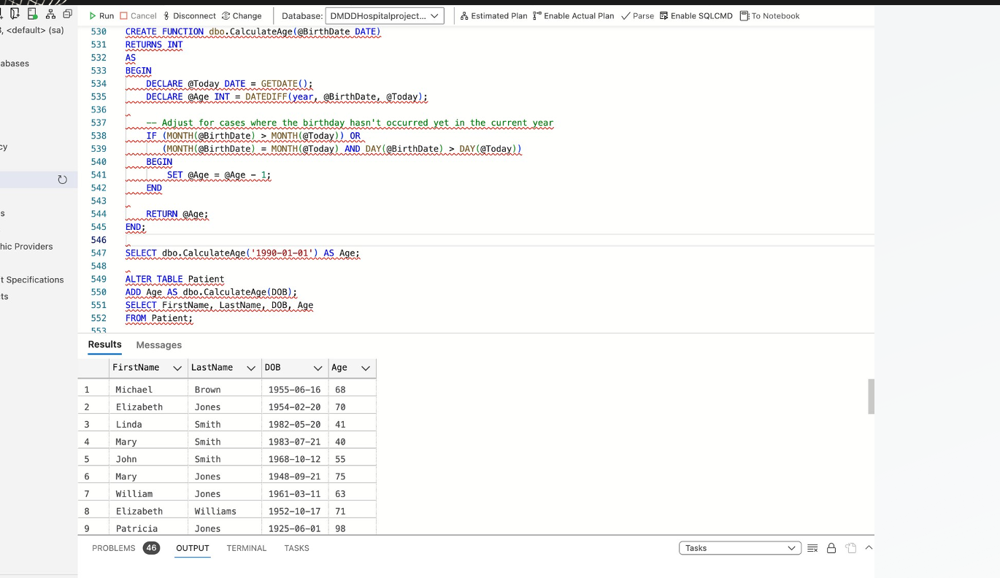 Run Cancel Disconnect Change Database: DMDDHospitalproject... Estimated Plan Enable Actual Plan Parse Enable SQLCMD To Notebook
, <default> (sa)
abases
cy
s
hic Providers
t Specifications
ts
530 CREATE FUNCTION dbo.CalculateAge(@BirthDate DATE)
531 RETURNS INT
532 AS
533 BEGIN
534 DECLARE @Today DATE = GETDATE();
535 DECLARE @Age INT = DATEDIFF(year, @BirthDate, @Today);
536
537 -- Adjust for cases where the birthday hasn't occurred yet in the current year
538 IF (MONTH(@BirthDate) > MONTH(@Today)) OR
539 (MONTH(@BirthDate) = MONTH(@Today) AND DAY(@BirthDate) > DAY(@Today))
540 BEGIN
541 SET @Age = @Age - 1;
542 END
543
544 RETURN @Age;
545 END;
546
547 SELECT dbo.CalculateAge('1990-01-01') AS Age;
548
549 ALTER TABLE Patient
550 ADD Age AS dbo.CalculateAge(DOB);
551 SELECT FirstName, LastName, DOB, Age
552 FROM Patient;
553
Results Messages
FirstName LastName DOB Age
1 Michael Brown 1955-06-16 68
2 Elizabeth Jones 1954-02-20 70
3 Linda Smith 1982-05-20 41
4 Mary Smith 1983-07-21 40
5 John Smith 1968-10-12 55
6 Mary Jones 1948-09-21 75
7 William Jones 1961-03-11 63
8 Elizabeth Williams 1952-10-17 71
9 Patricia Jones 1925-06-01 98
PROBLEMS 46 OUTPUT TERMINAL TASKS Tasks